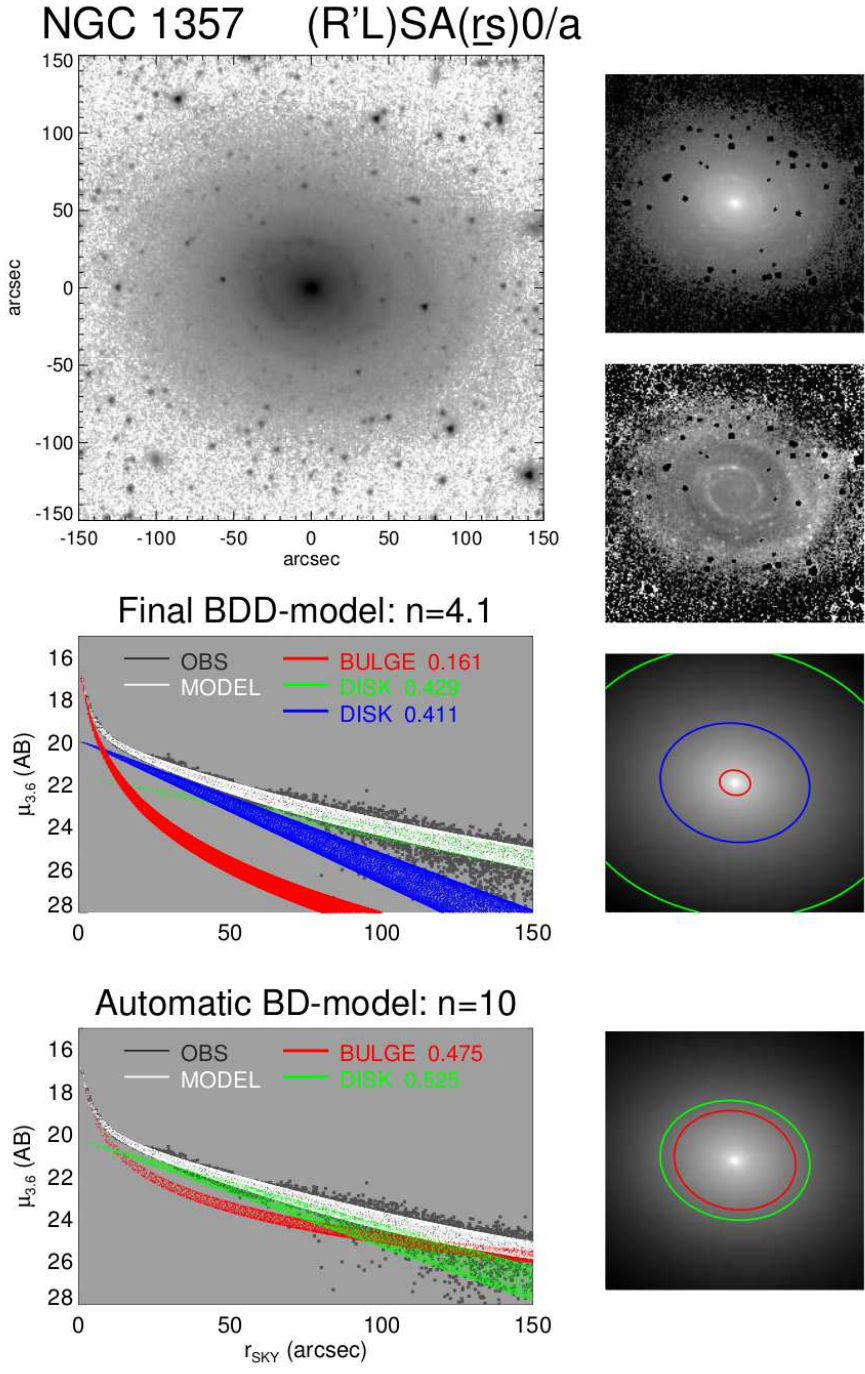 NGC 1357 (R'L)SA(rs)0/a
150
100
50
0
-50
-100
-150
arcsec
-150 -100 -50 0 50 100 150
arcsec
Final BDD-model: n=4.1
OBS BULGE 0.161
MODEL DISK 0.429
DISK 0.411
16
18
20
22
24
26
28
μ3.6 (AB)
0 50 100 150
Automatic BD-model: n=10
OBS BULGE 0.475
MODEL DISK 0.525
16
18
20
22
24
26
28
μ3.6 (AB)
0 50 100 150
rSKY (arcsec)